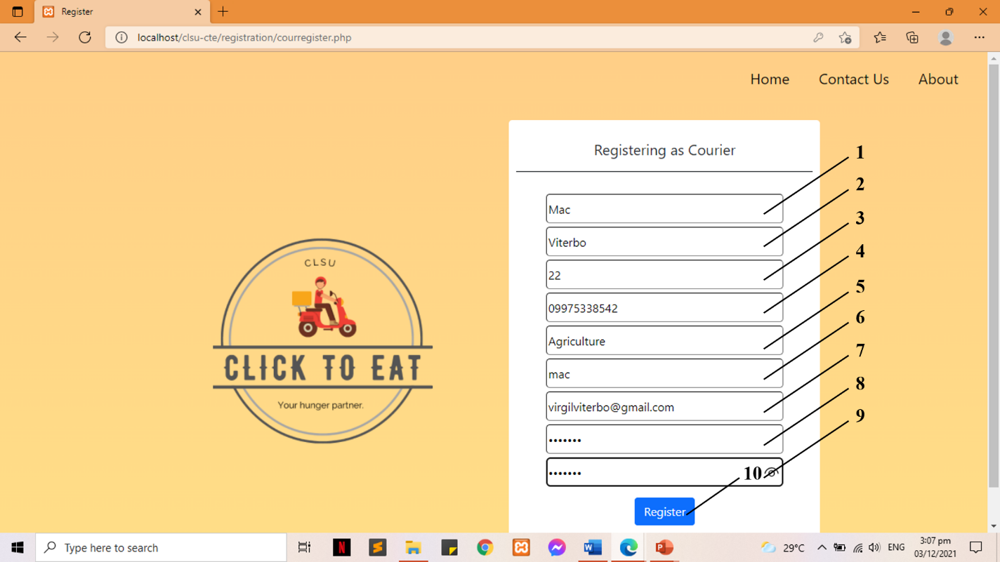 Register
localhost/clsu-cte/registration/courregister.php
Home Contact Us About
Registering as Courier
1
2
3
4
5
6
7
8
9
10
Mac
Viterbo
22
09975338542
Agriculture
mac
virgilviterbo@gmail.com
•••••••
•••••••
Register
CLSU
CLICK TO EAT
Your hunger partner.
Type here to search
N
S
W
P
29°C
ENG
3:07 pm
03/12/2021